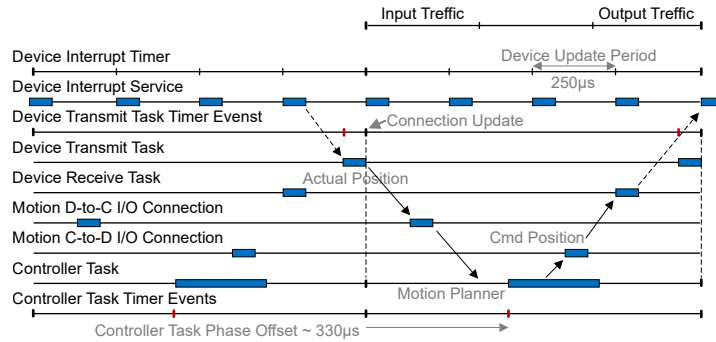 Input Treffic
Output Treffic
Device Interrupt Timer
Device Update Period
Device Interrupt Service
250µs
Device Transmit Task Timer Evenst
Connection Update
Device Transmit Task
Device Receive Task
Actual Position
Motion D-to-C I/O Connection
Motion C-to-D I/O Connection
Cmd Position
Controller Task
Motion Planner
Controller Task Timer Events
Controller Task Phase Offset ~ 330µs